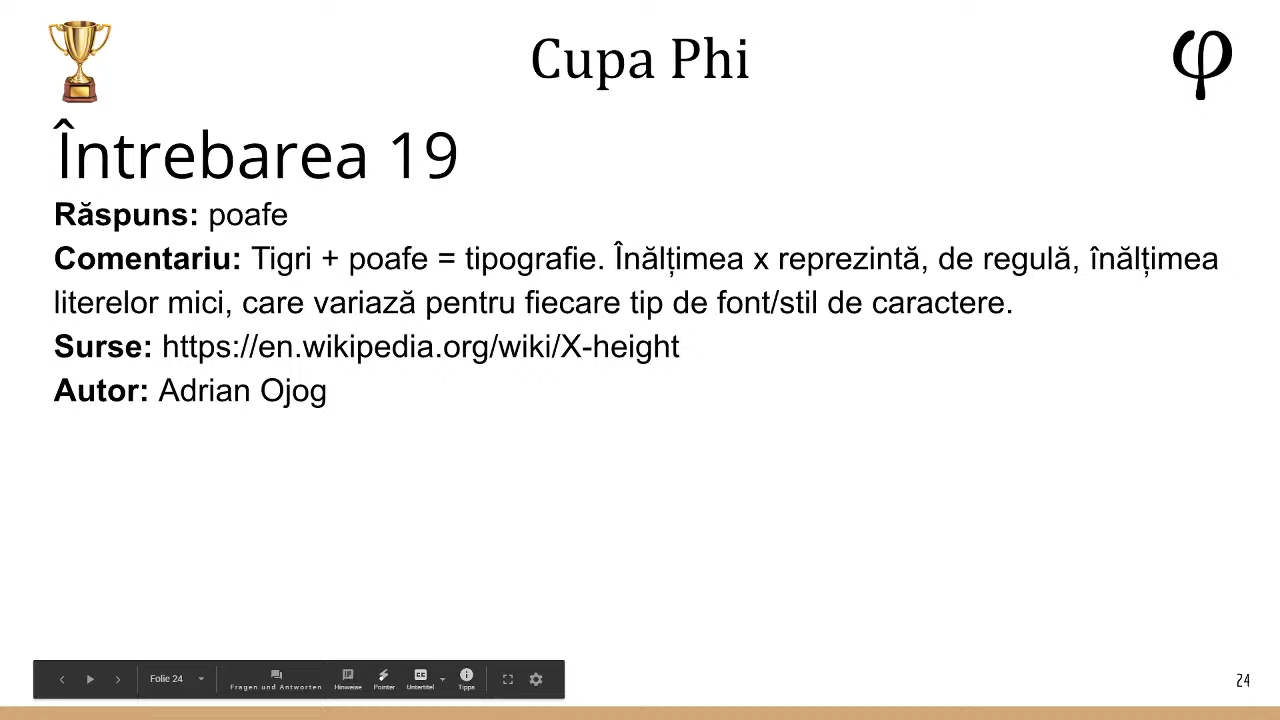 Cupa Phi
φ
Întrebarea 19
Răspuns: poafe
Comentariu: Tigri + poafe = tipografie. Înălțimea x reprezintă, de regulă, înălțimea
literelor mici, care variază pentru fiecare tip de font/stil de caractere.
Surse: https://en.wikipedia.org/wiki/X-height
Autor: Adrian Ojog
Folie 24
Fragen und Antworten
Hinweise
Pointer
CC
Untertitel
Tipps
24